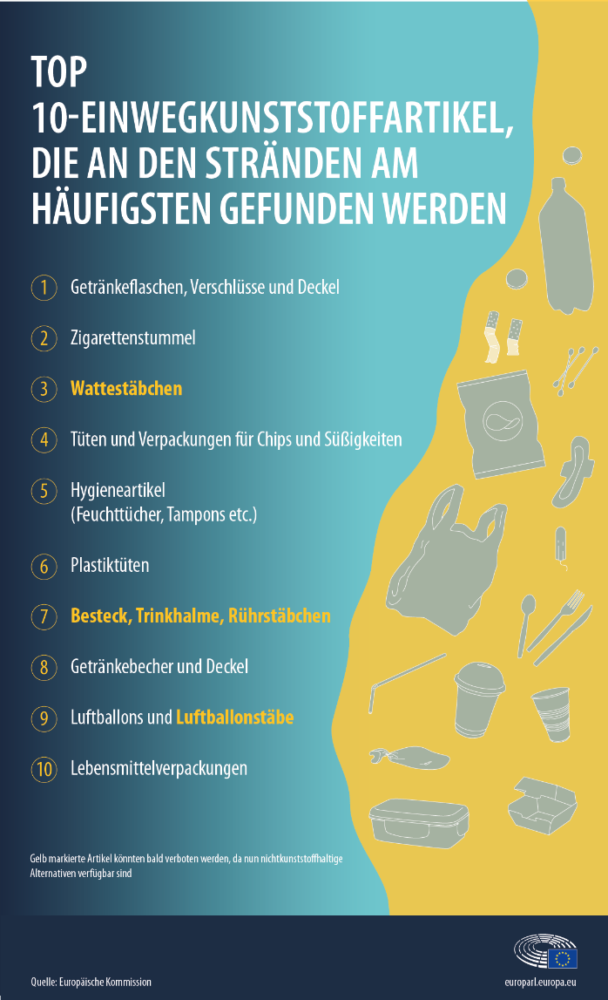 TOP
10-EINWEGKUNSTSTOFFARTIKEL,
DIE AN DEN STRÄNDEN AM
HÄUFIGSTEN GEFUNDEN WERDEN
1 Getränkeflaschen, Verschlüsse und Deckel
2 Zigarettenstummel
3 Wattestäbchen
4 Tüten und Verpackungen für Chips und Süßigkeiten
5 Hygieneartikel
(Feuchttücher, Tampons etc.)
6 Plastiktüten
7 Besteck, Trinkhalme, Rührstäbchen
8 Getränkebecher und Deckel
9 Luftballons und Luftballonstäbe
10 Lebensmittelverpackungen
Gelb markierte Artikel könnten bald verboten werden, da nun nichtkunststoffhaltige
Alternativen verfügbar sind
Quelle: Europäische Kommission
europarl.europa.eu